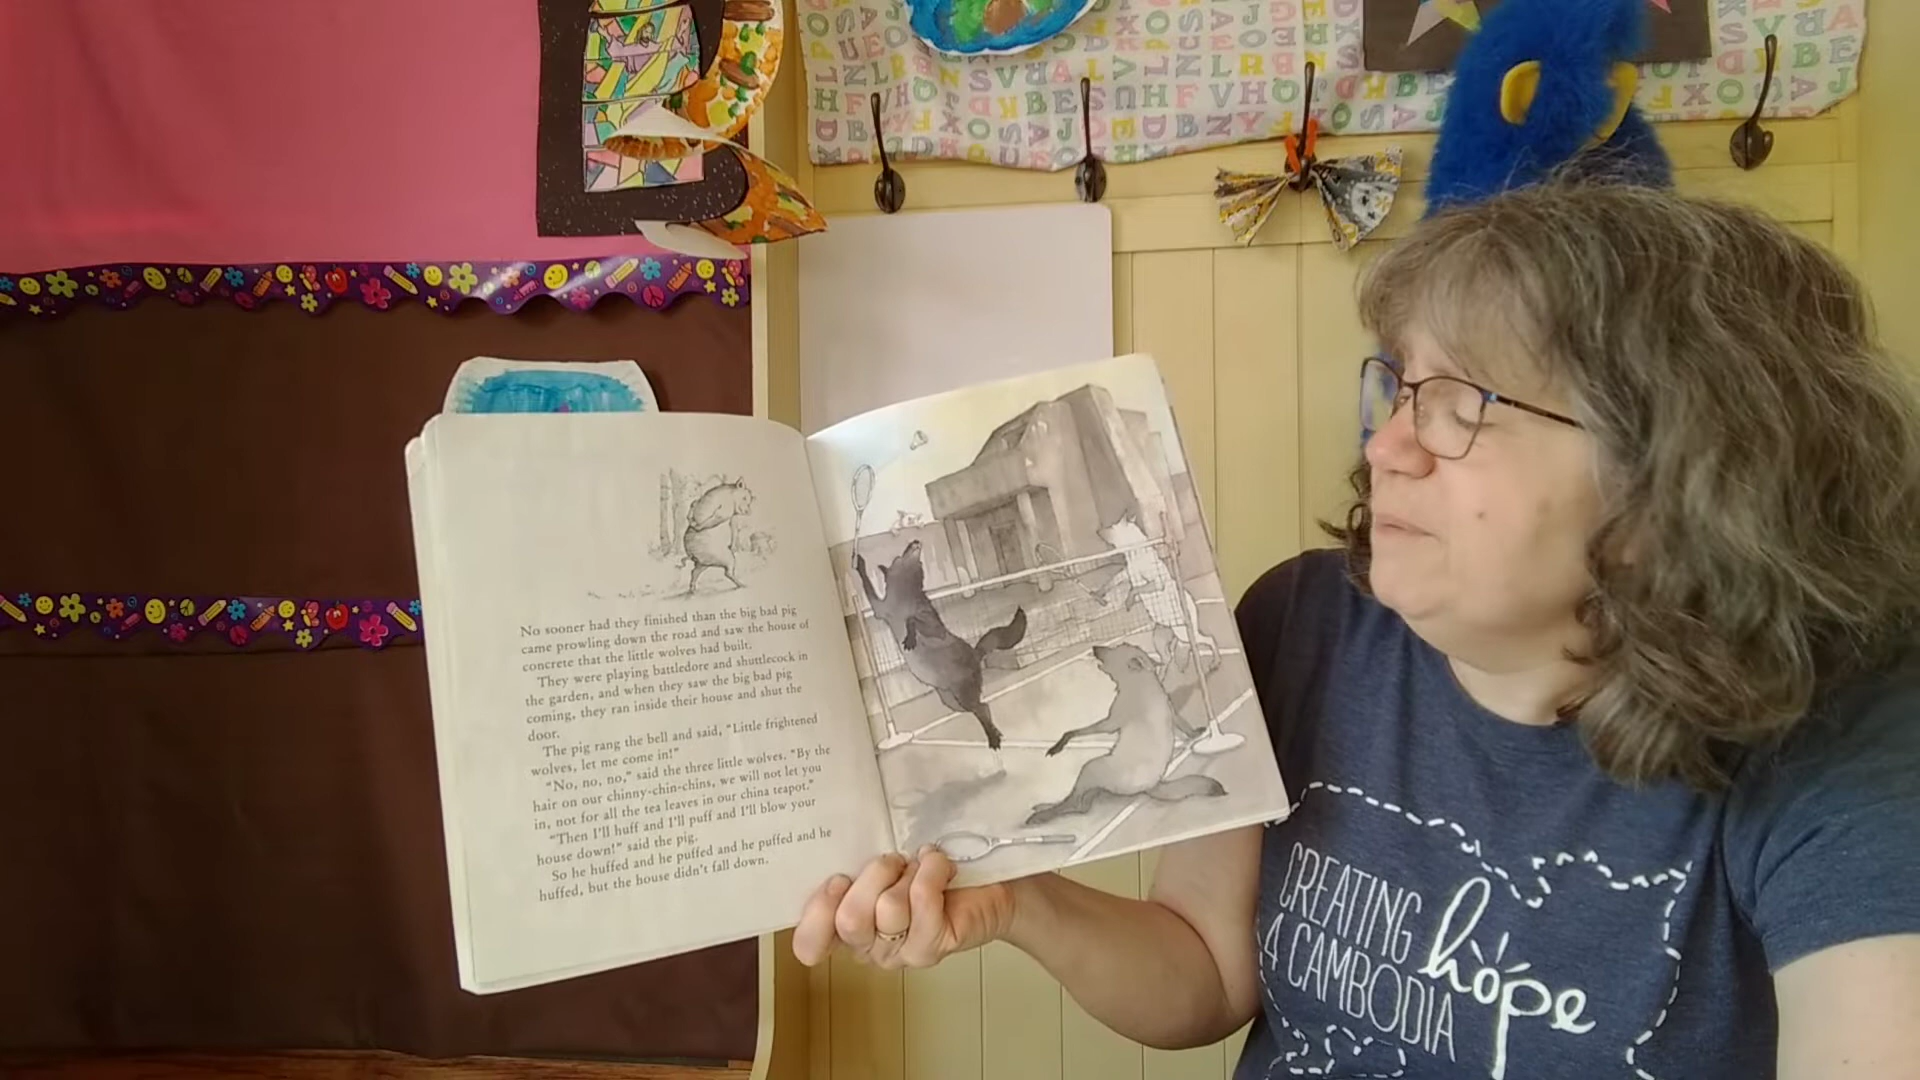 No sooner had they finished than the big bad pig
came prowling down the road and saw the house of
concrete that the little wolves had built.
They were playing battledore and shuttlecock in
the garden, and when they saw the big bad pig
coming, they ran inside their house and shut the
door.
The pig rang the bell and said, "Little frightened
wolves, let me come in!"
"No, no, no," said the three little wolves. "By the
hair on our chinny-chin-chins, we will not let you
in, not for all the tea leaves in our china teapot."
"Then I'll huff and I'll puff and I'll blow your
house down!" said the pig.
So he huffed and he puffed and he puffed and he
huffed, but the house didn't fall down.
CREATING
hope
4 CAMBODIA